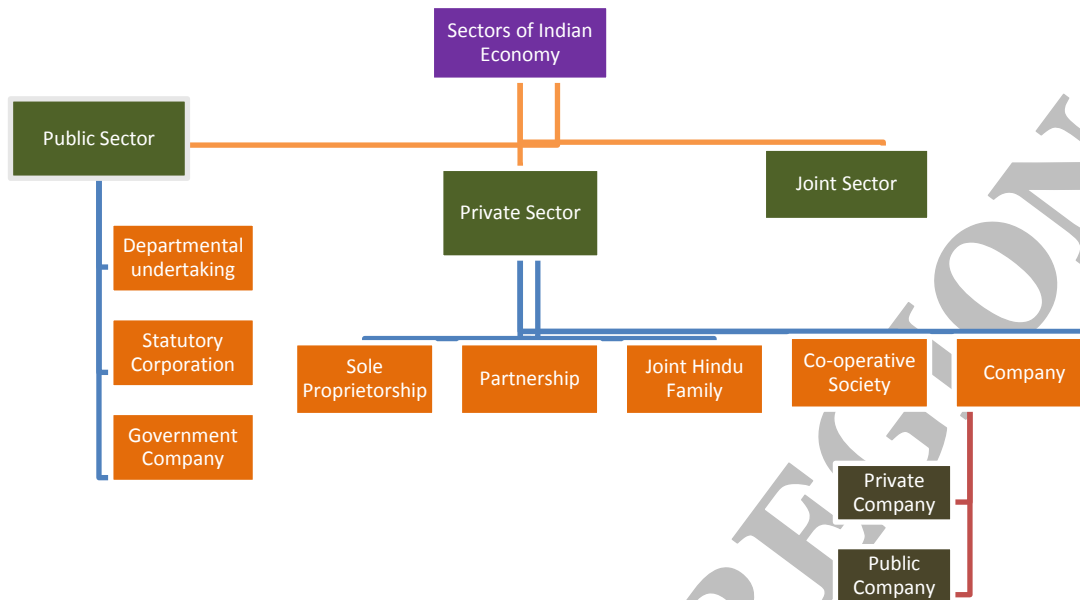 Sectors of Indian
Economy
Public Sector
Private Sector
Joint Sector
Departmental
undertaking
Statutory
Corporation
Government
Company
Sole
Proprietorship
Partnership
Joint Hindu
Family
Co-operative
Society
Company
Private
Company
Public
Company
REGION